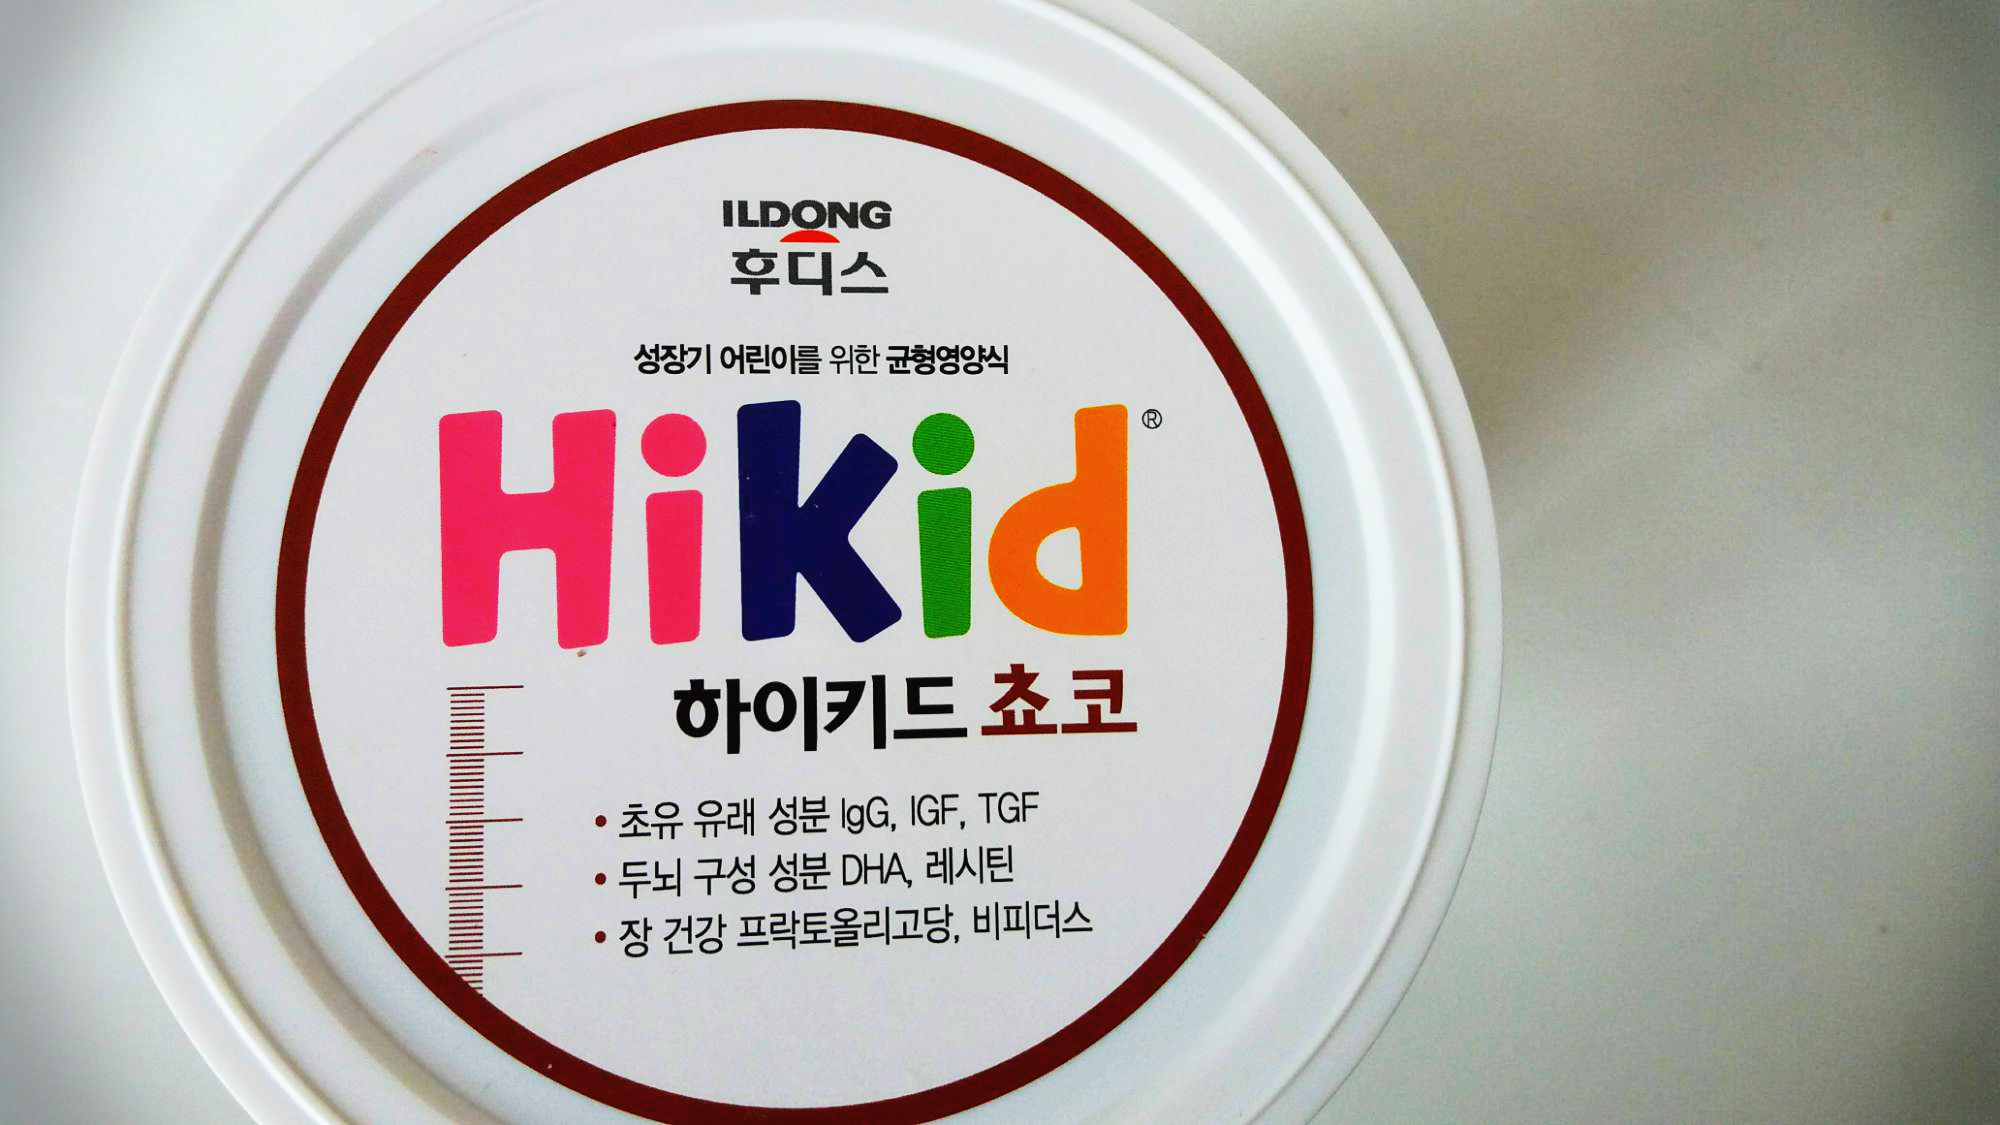 ILDONG
후디스
성장기 어린이를 위한 균형영양식
Hikid®
하이키드 쵸코
• 초유 유래 성분 IgG, IGF, TGF
• 두뇌 구성 성분 DHA, 레시틴
• 장 건강 프락토올리고당, 비피더스